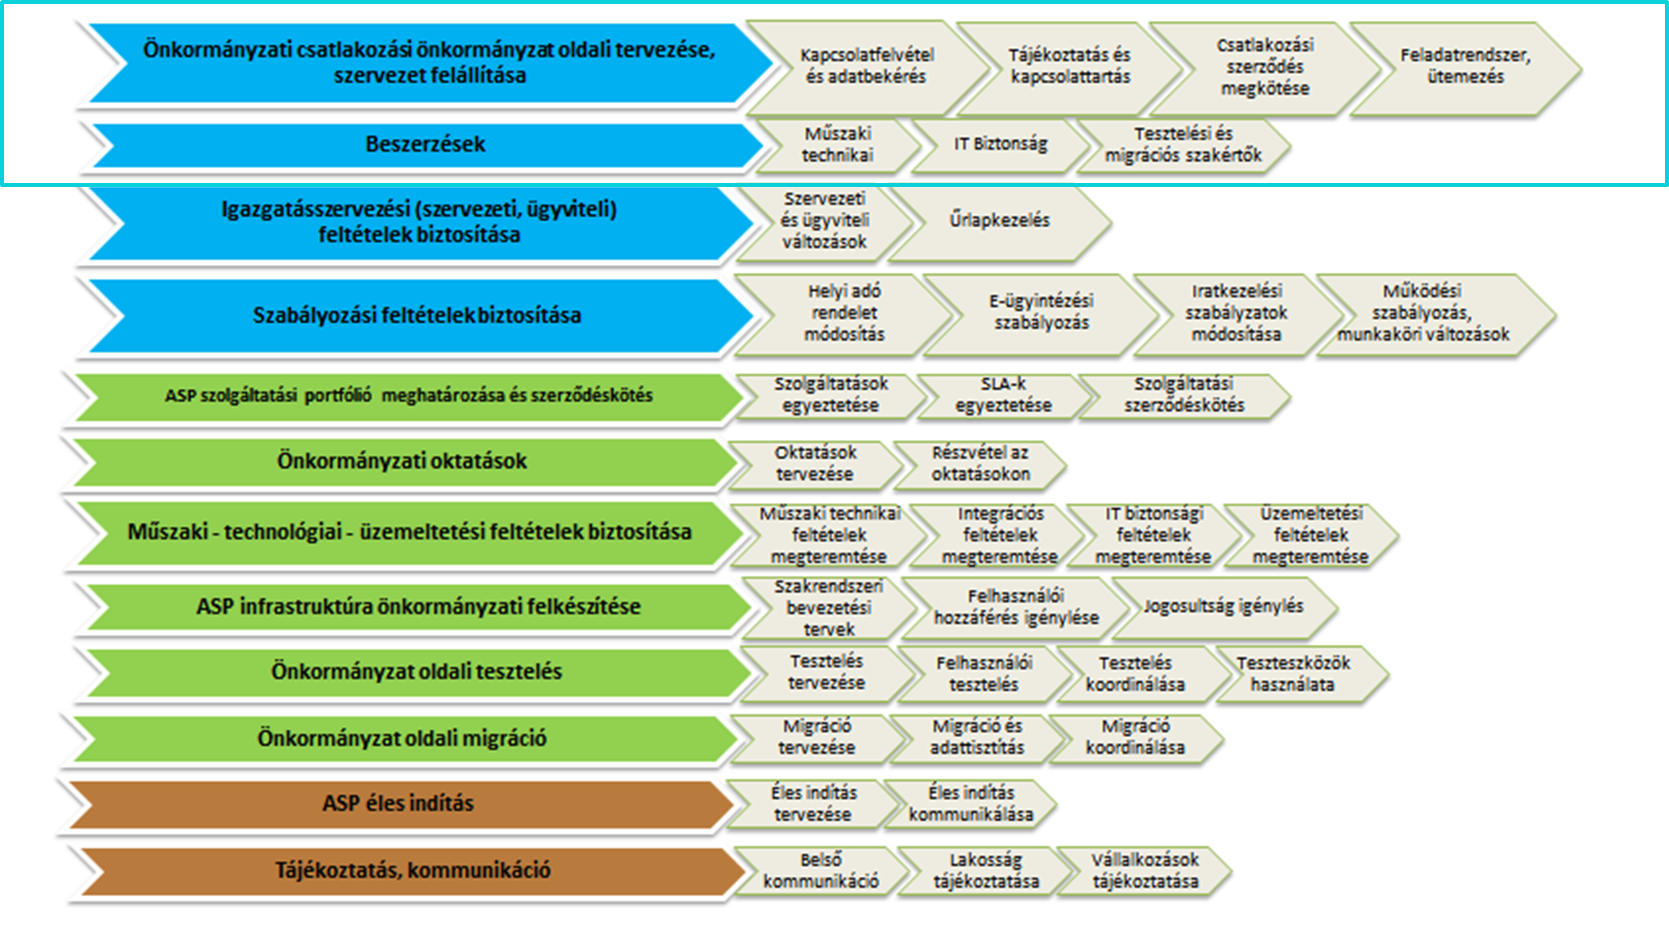 Önkormányzati csatlakozási önkormányzat oldali tervezése,
szervezet felállítása
Kapcsolatfelvétel
és adatbekérés
Tájékoztatás és
kapcsolattartás
Csatlakozási
szerződés
megkötése
Feladatrendszer,
ütemezés
Beszerzések
Műszaki
technikai
IT Biztonság
Tesztelési és
migrációs szakértők
Igazgatásszervezési (szervezeti, ügyviteli)
feltételek biztosítása
Szervezeti
és ügyviteli
változások
Űrlapkezelés
Szabályozási feltételek biztosítása
Helyi adó
rendelet
módosítás
E-ügyintézési
szabályozás
Iratkezelési
szabályzatok
módosítása
Működési
szabályozás,
munkaköri változások
ASP szolgáltatási portfólió meghatározása és szerződéskötés
Szolgáltatások
egyeztetése
SLA-k
egyeztetése
Szolgáltatási
szerződéskötés
Önkormányzati oktatások
Oktatások
tervezése
Részvétel az
oktatásokon
Műszaki - technológiai - üzemeltetési feltételek biztosítása
Műszaki technikai
feltételek
megteremtése
Integrációs
feltételek
megteremtése
IT biztonsági
feltételek
megteremtése
Üzemeltetési
feltételek
megteremtése
ASP infrastruktúra önkormányzati felkészítése
Szakrendszeri
bevezetési
tervek
Felhasználói
hozzáférés igénylése
Jogosultság igénylés
Önkormányzat oldali tesztelés
Tesztelés
tervezése
Felhasználói
tesztelés
Tesztelés
koordinálása
Teszteszközök
használata
Önkormányzat oldali migráció
Migráció
tervezése
Migráció és
adattisztítás
Migráció
koordinálása
ASP éles indítás
Éles indítás
tervezése
Éles indítás
kommunikálása
Tájékoztatás, kommunikáció
Belső
kommunikáció
Lakosság
tájékoztatása
Vállalkozások
tájékoztatása